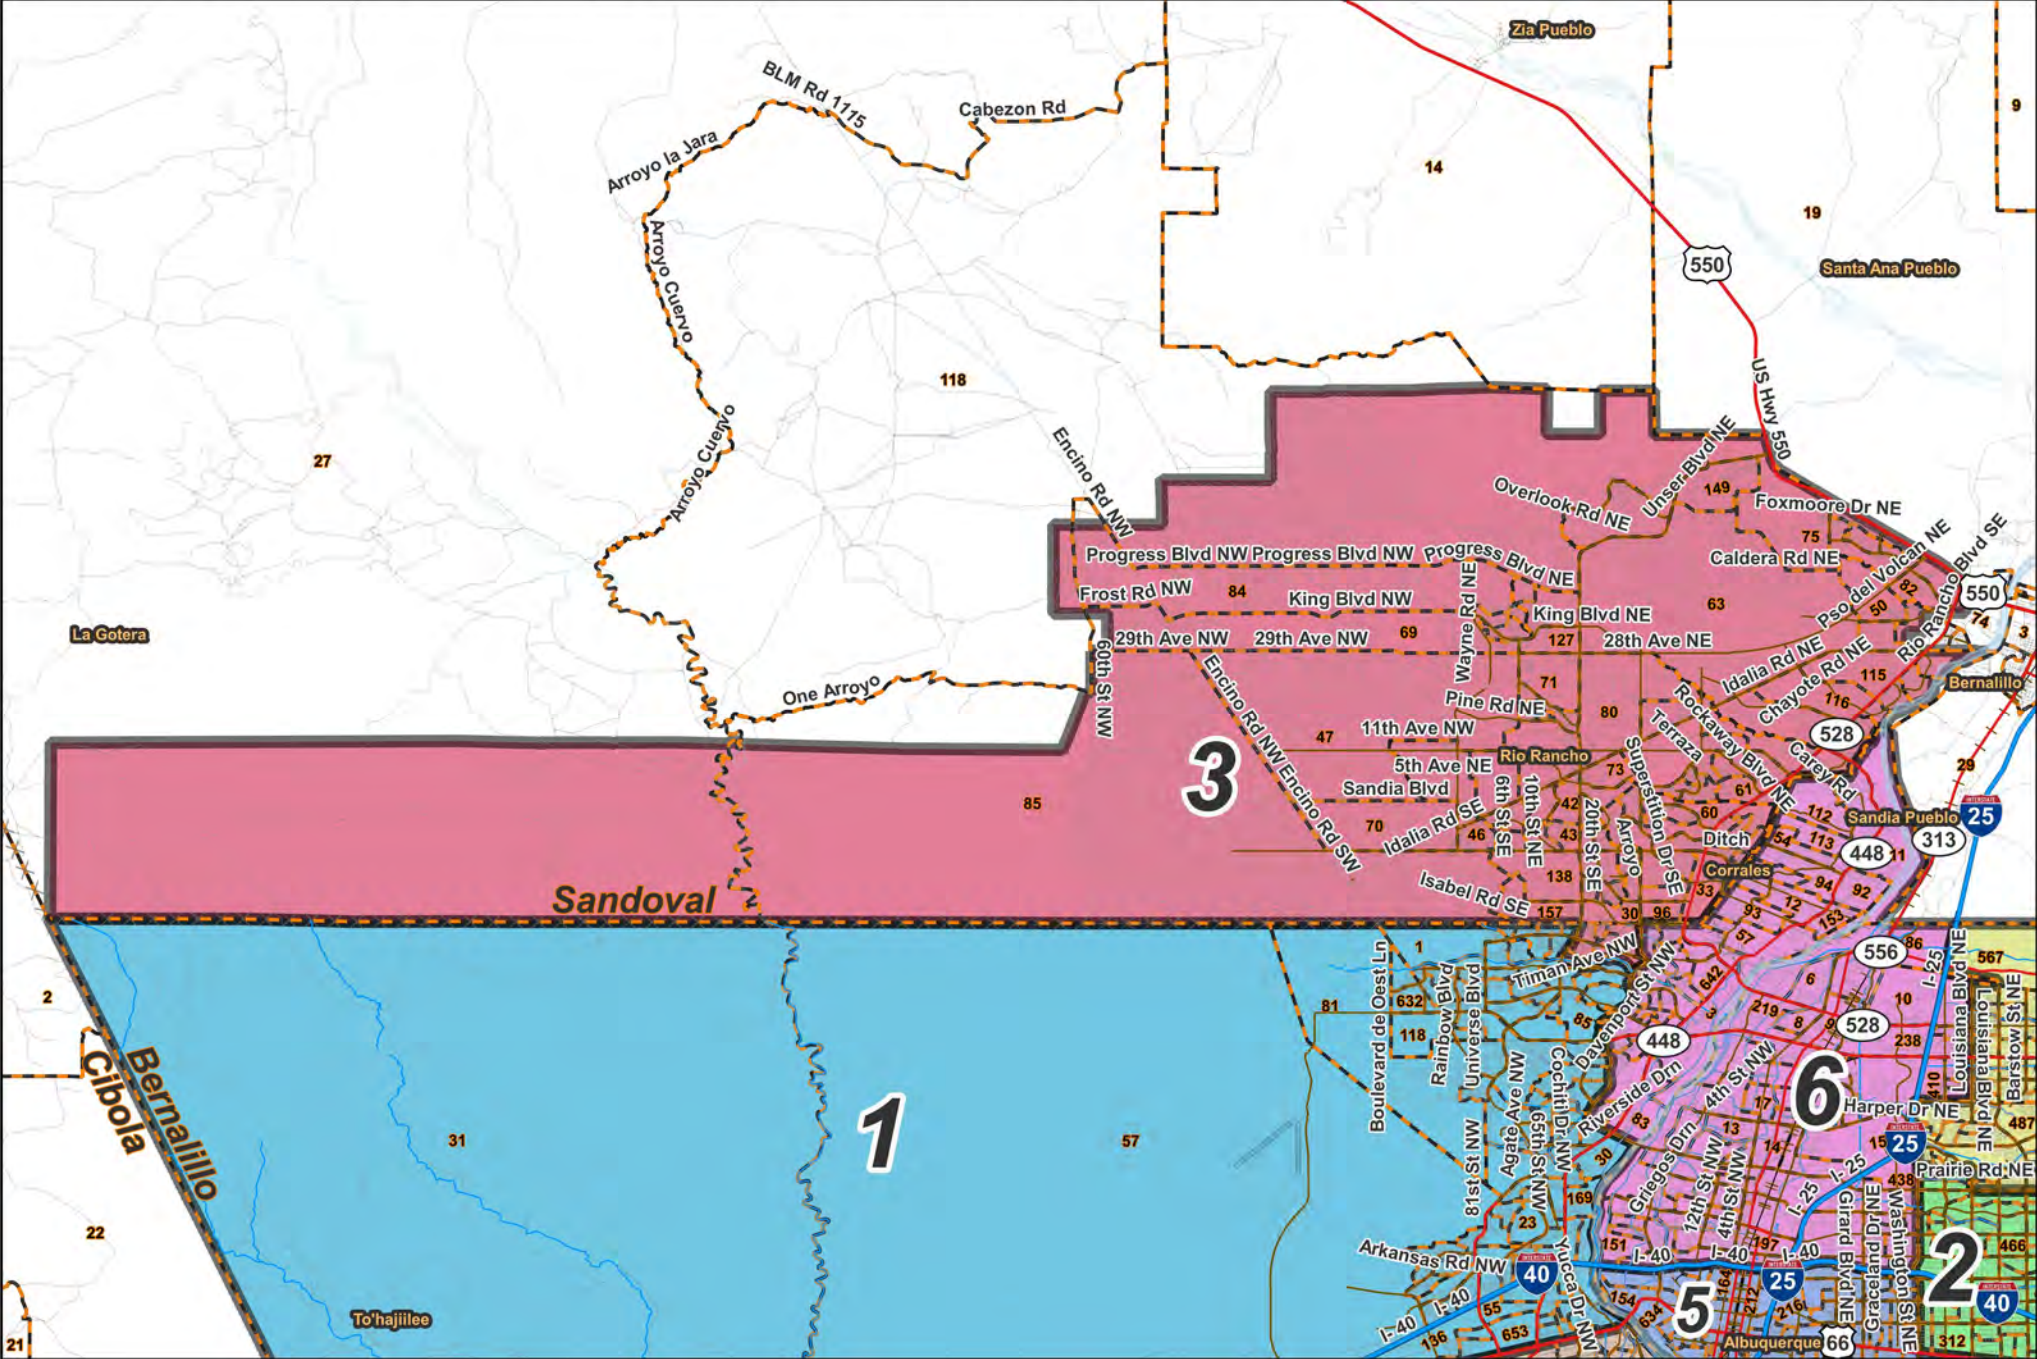 Zia Pueblo
BLM Rd 1115
Cabezon Rd
9
Arroyo la Jara
14
19
Arroyo Cuervo
550
Santa Ana Pueblo
118
US Hwy 550
27
Arroyo Cuervo
Encino Rd NW
Unser Blvd NE
149
Overlook Rd NE
Foxmoore Dr NE
75
Progress Blvd NW
Progress Blvd NW
Progress Blvd NE
Caldera Rd NE
Pso del Volcan NE
Rio Rancho Blvd SE
Frost Rd NW
84
King Blvd NW
Wayne Rd NE
King Blvd NE
63
82
50
550
74
3
La Gotera
29th Ave NW
29th Ave NW
69
127
28th Ave NE
60th St NW
Encino Rd NW
71
Idalia Rd NE
Chayote Rd NE
115
116
Bernalillo
One Arroyo
Pine Rd NE
80
Rockaway Blvd NE
Terraza
11th Ave NW
47
528
Rio Rancho
Carey Rd
3
5th Ave NE
73
29
Sandia Blvd
6th St SE
10th St NE
42
20th St SE
Superstition Dr SE
61
60
112
Sandia Pueblo
25
85
Encino Rd SW
70
Idalia Rd SE
46
43
Arroyo
Ditch
54
113
448
11
313
138
Corrales
94
92
Sandoval
Isabel Rd SE
157
30
96
33
93
12
153
57
1
Timan Ave NW
556
86
567
2
81
Boulevard de Oest Ln
632
118
Rainbow Blvd
Universe Blvd
85
Davenport St NW
642
3
219
6
8
9
10
528
238
I-25
Louisiana Blvd NE
Louisiana Blvd NE
Barstow St NE
448
Bernalillo
Cibola
31
1
57
Agate Ave NW
Cochiti Dr NW
65th St NW
81st St NW
Riverside Drn
83
4th St NW
17
6
410
Harper Dr NE
487
13
14
15
25
30
Griegos Drn
12th St NW
4th St NW
I-25
I-25
438
Prairie Rd NE
169
22
23
151
197
Girard Blvd NE
Graceland Dr NE
Washington St NE
466
2
Arkansas Rd NW
40
Yucca Dr NW
I-40
I-40
I-40
25
40
154
164
212
216
5
634
To'hajiilee
I-40
55
I-40
136
653
Albuquerque
66
312
21